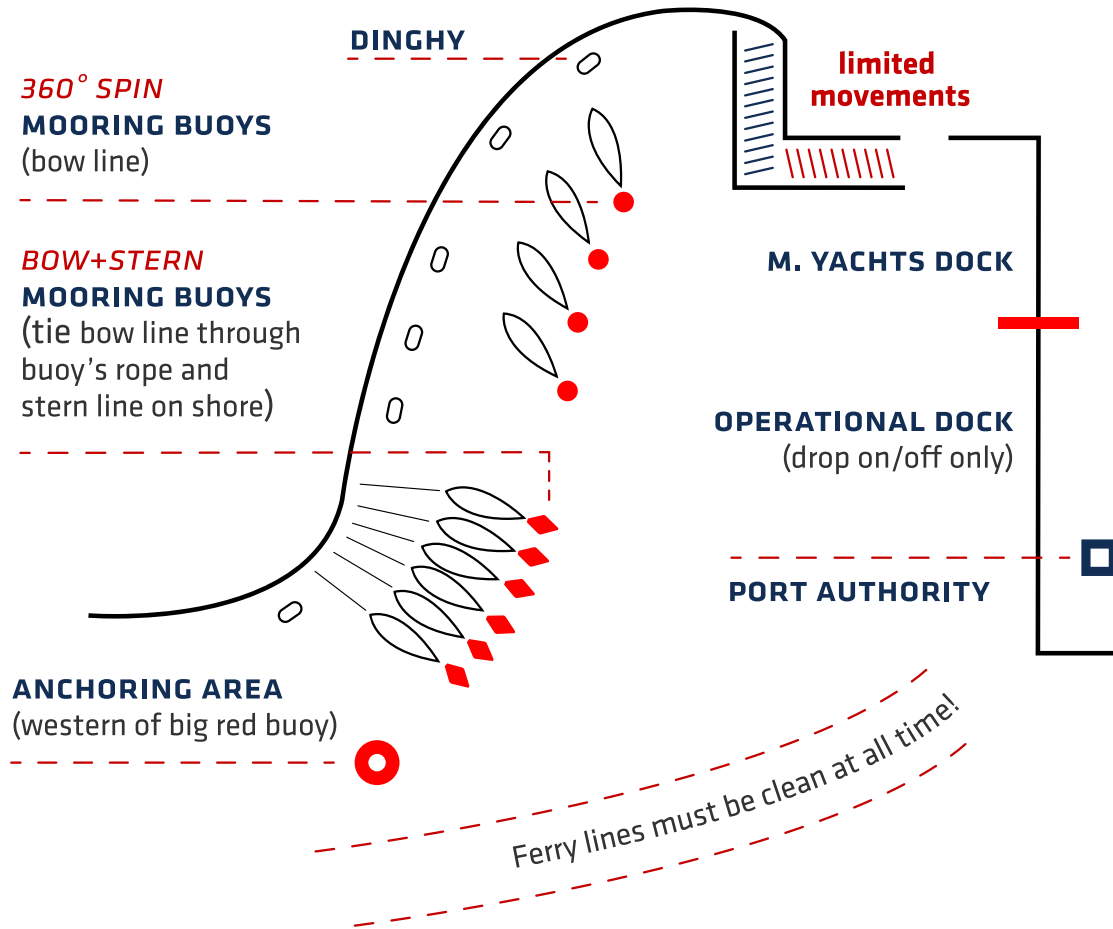 DINGHY
360° SPIN
MOORING BUOYS
(bow line)
limited
movements
BOW+STERN
MOORING BUOYS
(tie bow line through
buoy's rope and
stern line on shore)
M. YACHTS DOCK
OPERATIONAL DOCK
(drop on/off only)
PORT AUTHORITY
ANCHORING AREA
(western of big red buoy)
Ferry lines must be clean at all time!